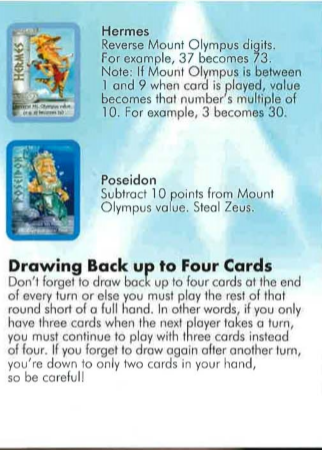 HERMES
Hermes
Reverse Mount Olympus digits.
For example, 37 becomes 73.
Note: If Mount Olympus is between
1 and 9 when card is played, value
becomes that number's multiple of
10. For example, 3 becomes 30.
POSEIDON
Poseidon
Subtract 10 points from Mount
Olympus value. Steal Zeus.
Drawing Back up to Four Cards
Don't forget to draw back up to four cards at the end
of every turn or else you must play the rest of that
round short of a full hand. In other words, if you only
have three cards when the next player takes a turn,
you must continue to play with three cards instead
of four. If you forget to draw again after another turn,
you're down to only two cards in your hand,
so be careful!